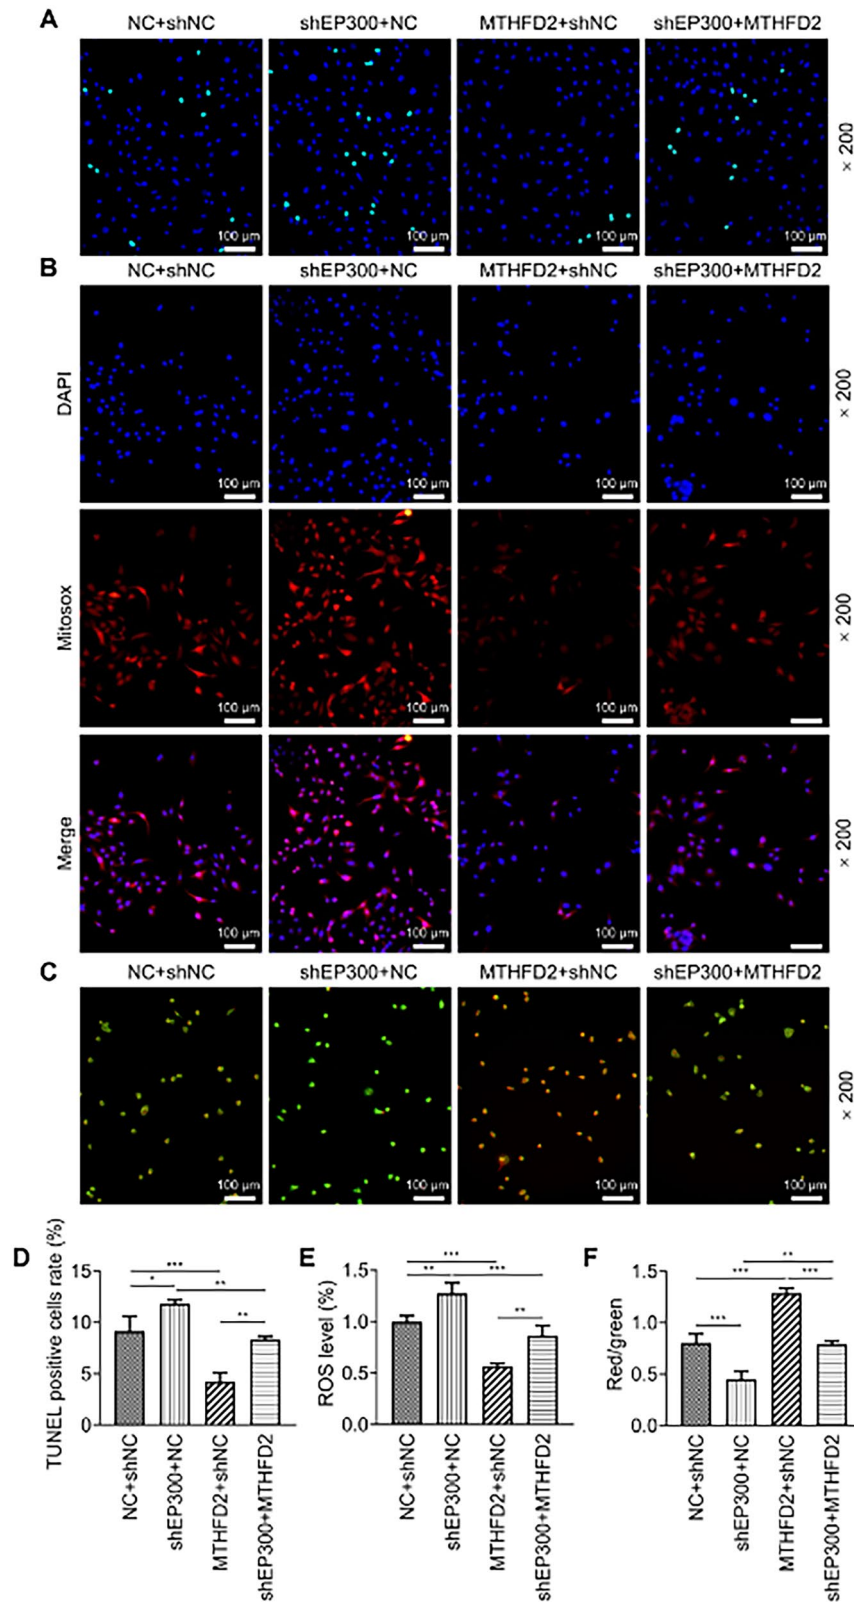 A
NC+shNC shEP300+NC MTHFD2+shNC shEP300+MTHFD2
× 200
100 µm 100 µm 100 µm 100 µm
B
NC+shNC shEP300+NC MTHFD2+shNC shEP300+MTHFD2
DAPI
× 200
100 µm 100 µm 100 µm 100 µm
Mitosox
× 200
100 µm 100 µm 100 µm
Merge
× 200
100 µm 100 µm 100 µm
C
NC+shNC shEP300+NC MTHFD2+shNC shEP300+MTHFD2
× 200
100 µm 100 µm 100 µm 100 µm
D
TUNEL positive cells rate (%)
15
10
5
0
***
*
**
**
NC+shNC
shEP300+NC
MTHFD2+shNC
shEP300+MTHFD2
E
ROS level (%)
1.5
1.0
0.5
0.0
***
**
***
**
NC+shNC
shEP300+NC
MTHFD2+shNC
shEP300+MTHFD2
F
Red/green
1.5
1.0
0.5
0.0
**
***
***
***
NC+shNC
shEP300+NC
MTHFD2+shNC
shEP300+MTHFD2